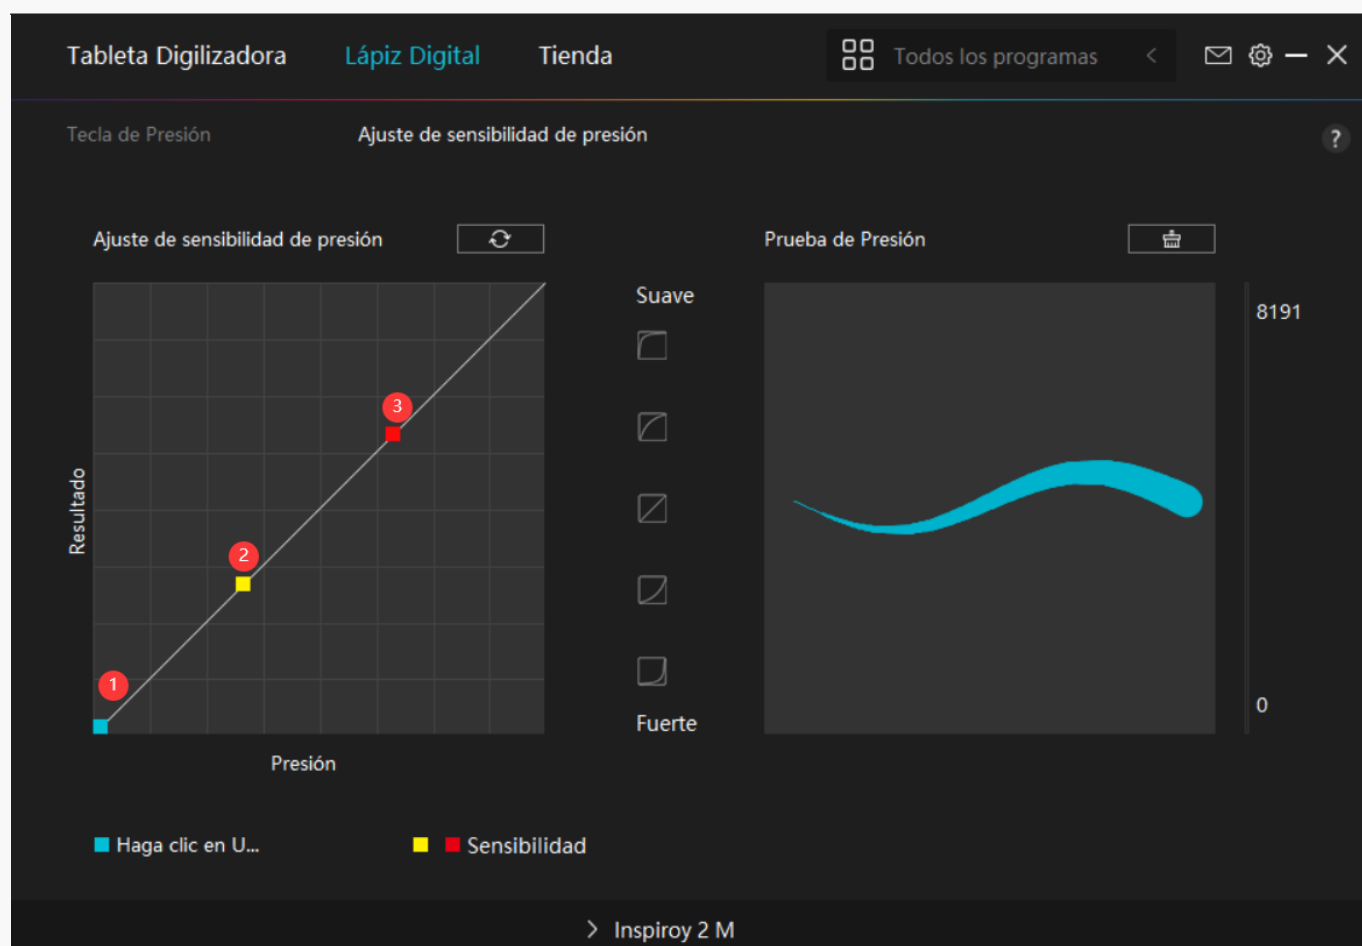 Tableta Digilizadora Lápiz Digital Tienda Todos los programas
Tecla de Presión Ajuste de sensibilidad de presión ?
Ajuste de sensibilidad de presión Prueba de Presión
Suave
8191
3
Resultado
2
1
0
Fuerte
Presión
Haga clic en U... Sensibilidad
Inspiroy 2 M